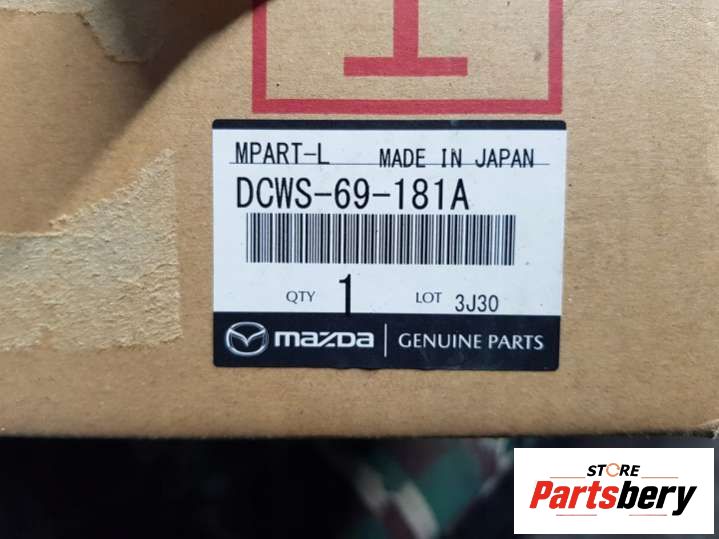 MPART-L MADE IN JAPAN
DCWS-69-181A
QTY 1 LOT 3J30
mazda GENUINE PARTS
STORE
Partsbery